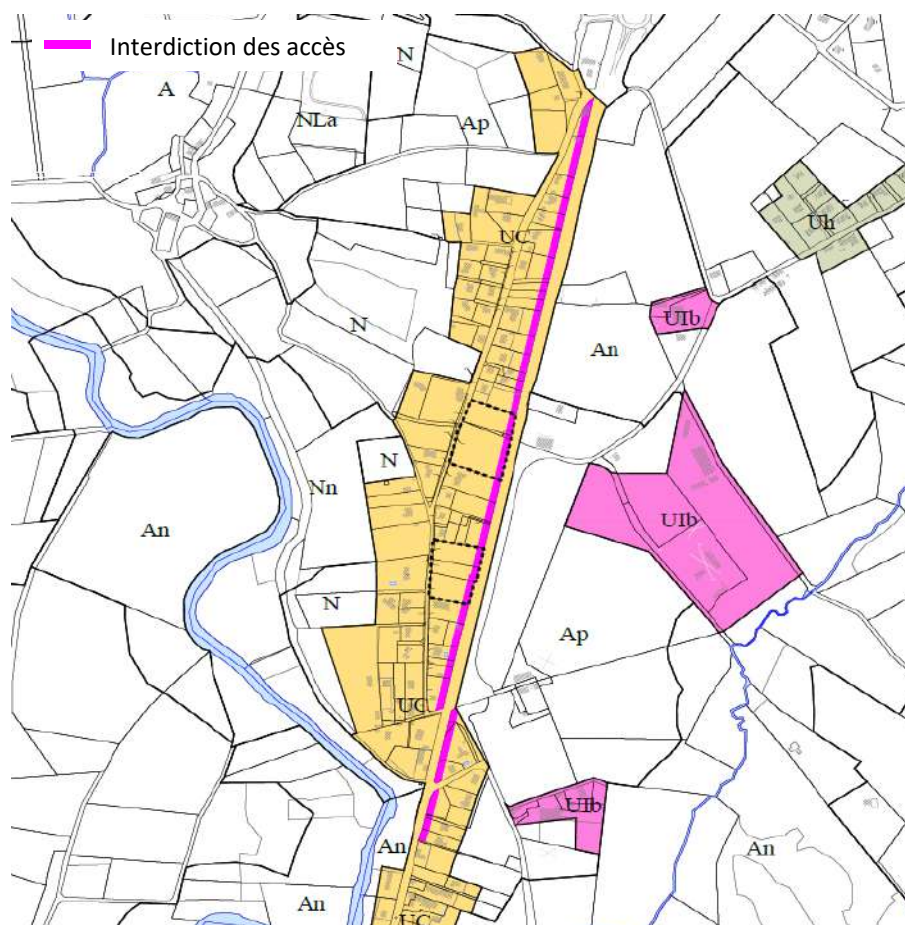 Interdiction des accès
N
A
NLa
Ap
Uh
UC
UIb
N
An
N
Nn
UIb
An
N
Ap
UC
UIb
An
An
An
UC